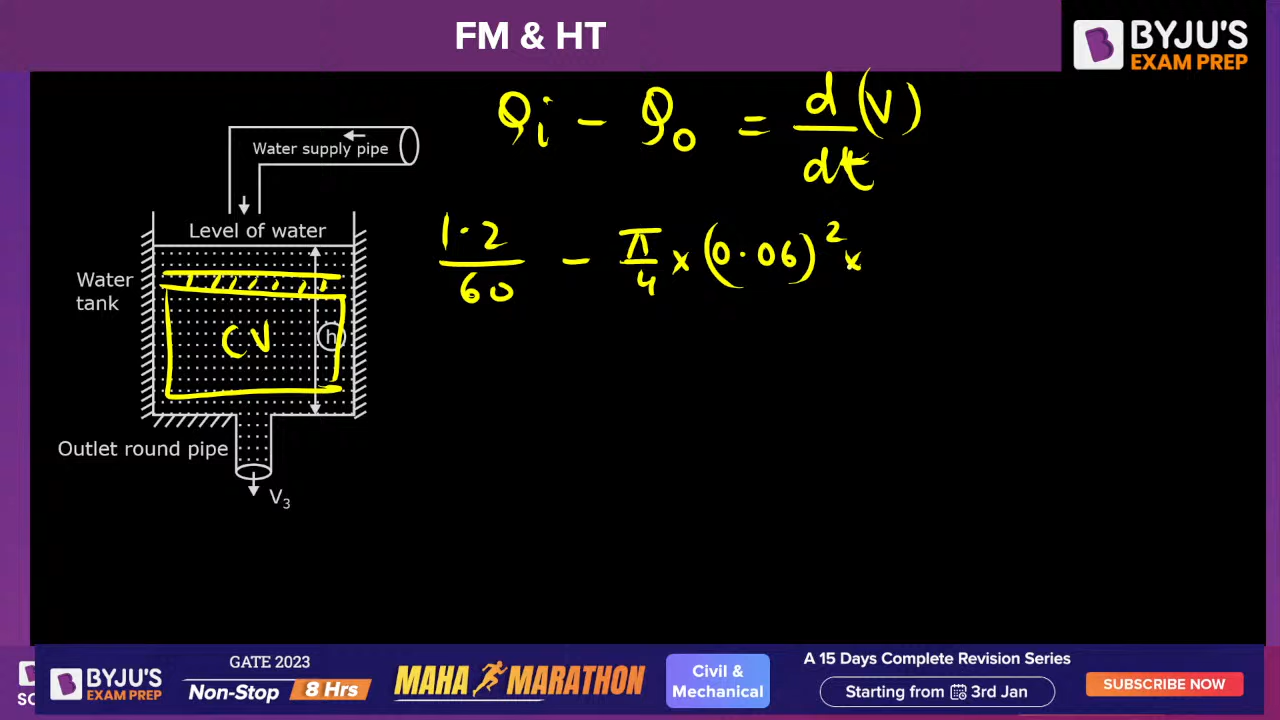 FM & HT
BYJU'S
EXAM PREP
Qi - Qo = d/dt (V)
Water supply pipe
Level of water
1.2/60 - π/4 × (0.06)² ×
Water
tank
CV
h
Outlet round pipe
V₃
BYJU'S
EXAM PREP
GATE 2023
Non-Stop 8 Hrs
MAHA MARATHON
Civil &
Mechanical
A 15 Days Complete Revision Series
Starting from 3rd Jan
SUBSCRIBE NOW